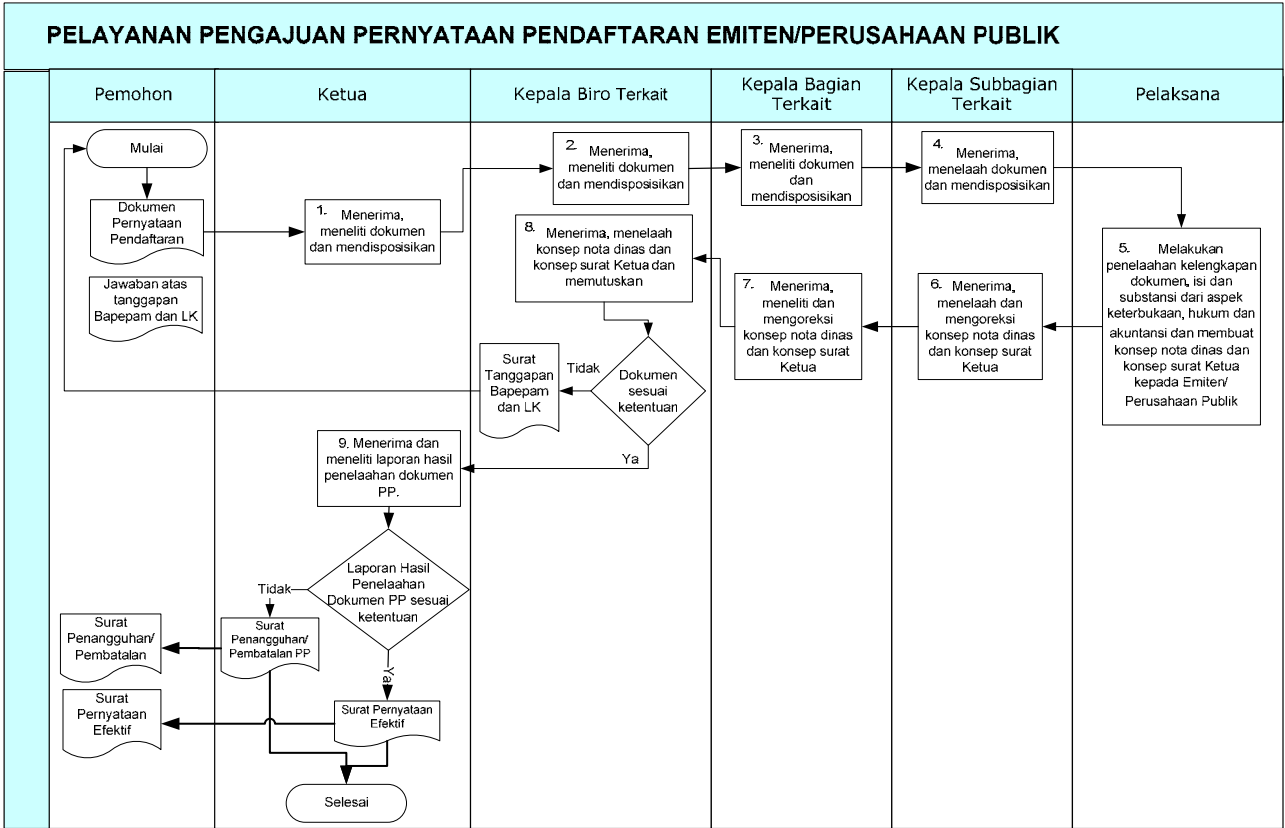 PELAYANAN PENGAJUAN PERNYATAAN PENDAFTARAN EMITEN/PERUSAHAAN PUBLIK
Pemohon
Ketua
Kepala Biro Terkait
Kepala Bagian
Terkait
Kepala Subbagian
Terkait
Pelaksana
Mulai
Dokumen
Pernyataan
Pendaftaran
Jawaban atas
tanggapan
Bapepam dan LK
1. Menerima,
meneliti dokumen
dan mendisposisikan
2. Menerima,
meneliti dokumen
dan mendisposisikan
3. Menerima,
meneliti dokumen
dan
mendisposisikan
4. Menerima,
menelaah dokumen
dan mendisposisikan
5. Melakukan
penelaahan kelengkapan
dokumen, isi dan
substansi dari aspek
keterbukaan, hukum dan
akuntansi dan membuat
konsep nota dinas dan
konsep surat Ketua
kepada Emiten/
Perusahaan Publik
6. Menerima,
menelaah dan
mengoreksi
konsep nota dinas
dan konsep surat
Ketua
7. Menerima,
meneliti dan
mengoreksi
konsep nota dinas
dan konsep surat
Ketua
8. Menerima, menelaah
konsep nota dinas dan
konsep surat Ketua dan
memutuskan
Dokumen
sesuai
ketentuan
Tidak
Surat
Tanggapan
Bapepam
dan LK
Ya
9. Menerima dan
meneliti laporan hasil
penelaahan dokumen
PP.
Laporan Hasil
Penelaahan
Dokumen PP sesuai
ketentuan
Tidak
Surat
Penangguhan/
Pembatalan PP
Surat
Penangguhan/
Pembatalan
Ya
Surat Pernyataan
Efektif
Surat
Pernyataan
Efektif
Selesai